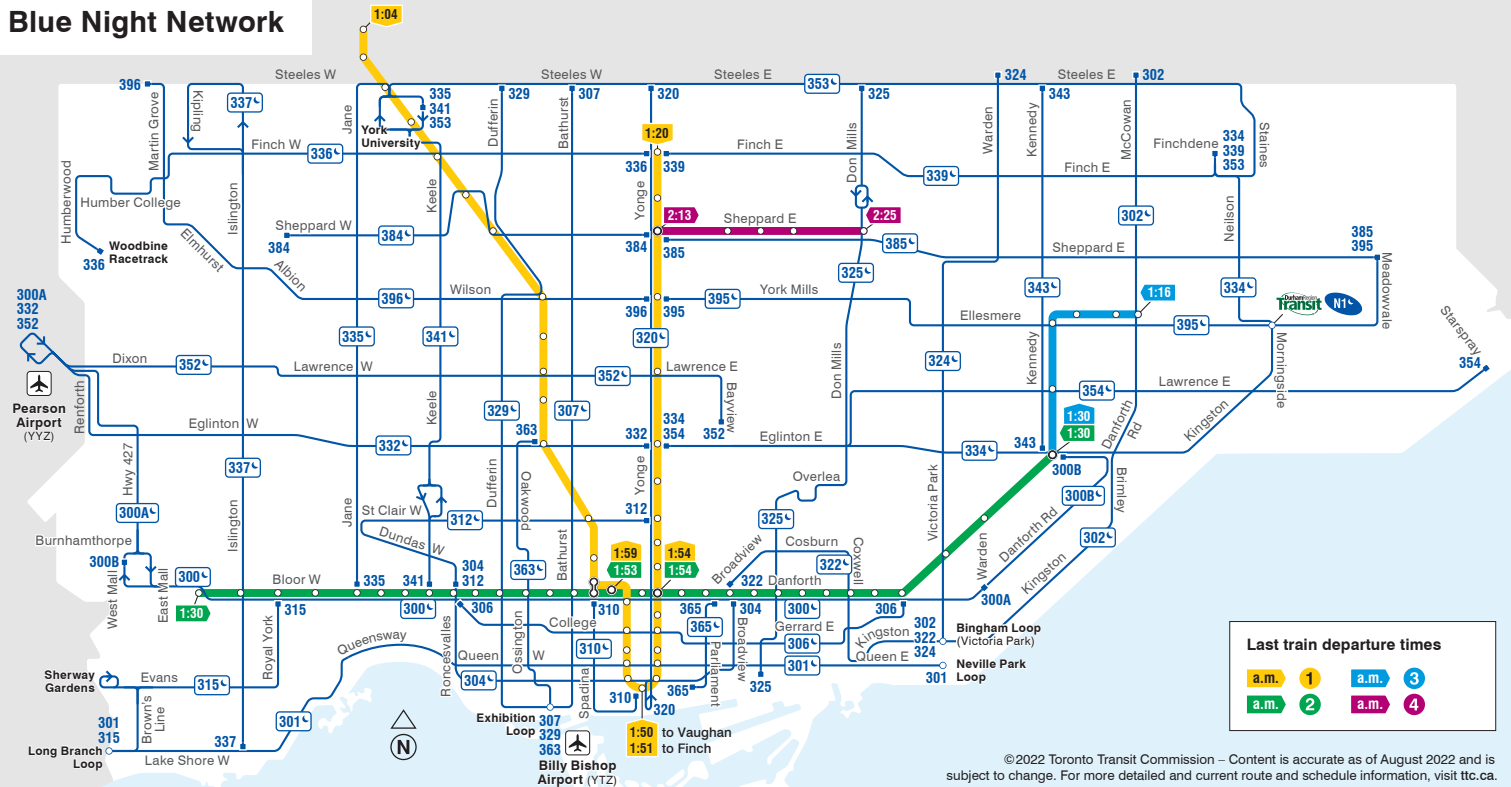 Blue Night Network
1:04
Steeles W
Steeles W
Steeles E
353
Steeles E
324
302
396
Martin Grove
Kipling
337
Jane
335
341
353
York
University
Dufferin
329
Bathurst
307
320
325
Don Mills
Warden
Kennedy
343
McCowan
Finchdene
334
339
353
Staines
1:20
Finch W
336
336
339
Finch E
339
Finch E
Humberwood
Humber College
Islington
Keele
Yonge
302
Neilson
Woodbine
Racetrack
336
Elmhurst
Albion
Sheppard W
384
384
384
2:13
Sheppard E
2:25
385
385
Sheppard E
385
395
Meadowvale
325
343
334
1:16
DurhamRegion
Transit
N1
300A
332
352
Wilson
396
396
395
395
York Mills
Ellesmere
395
Starspray
354
335
341
320
324
Kennedy
Morningside
Dixon
352
Lawrence W
352
Lawrence E
Bayview
352
Don Mills
354
Lawrence E
Pearson
Airport
(YYZ)
Renforth
Eglinton W
332
Keele
329
307
363
334
354
332
Eglinton E
334
1:30
1:30
343
300B
Danforth
Rd
Kingston
Hwy 427
337
Dufferin
Oakwood
Yonge
Overlea
Victoria Park
Brimley
300A
Islington
Jane
St Clair W
312
312
325
300B
Burnhamthorpe
Dundas W
Bathurst
Cosburn
Broadview
322
Coxwell
Warden
Danforth Rd
302
Kingston
300B
West Mall
East Mall
300
1:30
Bloor W
335
341
304
312
363
1:59
1:53
1:54
1:54
322
Danforth
300A
315
300
306
310
365
304
300
306
Royal York
Queensway
Roncesvalles
College
Ossington
310
365
Parliament
Broadview
Gerrard E
306
Kingston
302
322
324
Bingham Loop
(Victoria Park)
Queen
W
301
Queen E
Neville Park
Loop
301
Sherway
Gardens
Evans
315
304
Spadina
310
365
325
320
Brown's
Line
301
301
315
Long Branch
Loop
337
Lake Shore W
N
Exhibition
Loop
307
329
363
Billy Bishop
Airport (YTZ)
1:50 to Vaughan
1:51 to Finch
Last train departure times
a.m. 1
a.m. 3
a.m. 2
a.m. 4
©2022 Toronto Transit Commission – Content is accurate as of August 2022 and is
subject to change. For more detailed and current route and schedule information, visit ttc.ca.